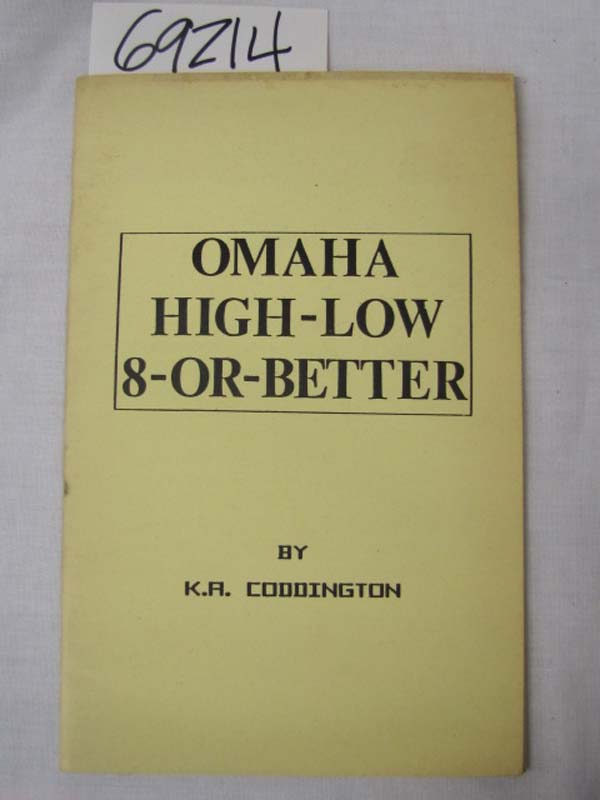 69214
OMAHA
HIGH-LOW
8-OR-BETTER
BY
K.A. CODDINGTON